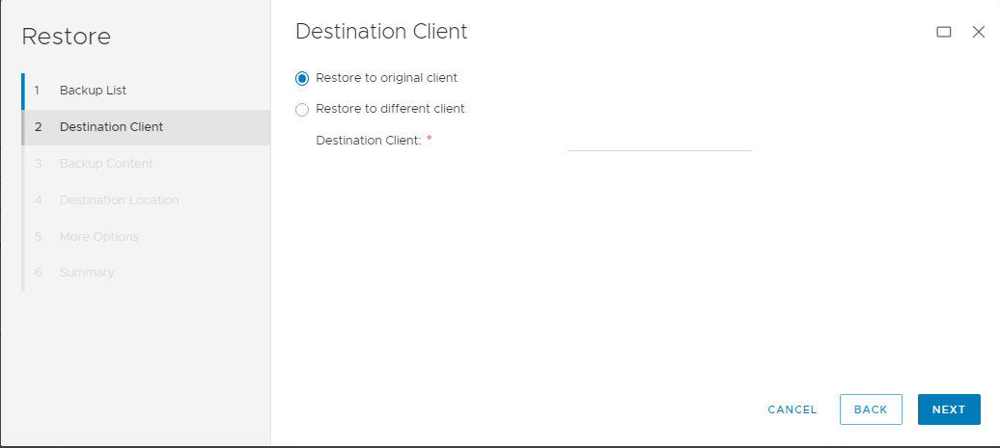 Restore
1 Backup List
2 Destination Client
3 Backup Content
4 Destination Location
5 More Options
6 Summary
Destination Client
Restore to original client
Restore to different client
Destination Client: *
CANCEL
BACK
NEXT